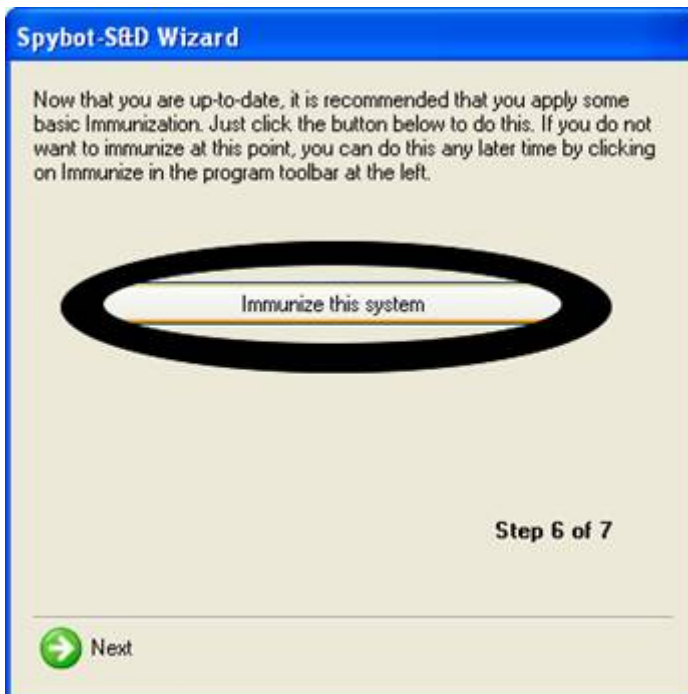 Spybot-S&D Wizard
Now that you are up-to-date, it is recommended that you apply some
basic Immunization. Just click the button below to do this. If you do not
want to immunize at this point, you can do this any later time by clicking
on Immunize in the program toolbar at the left.
Immunize this system
Step 6 of 7
Next